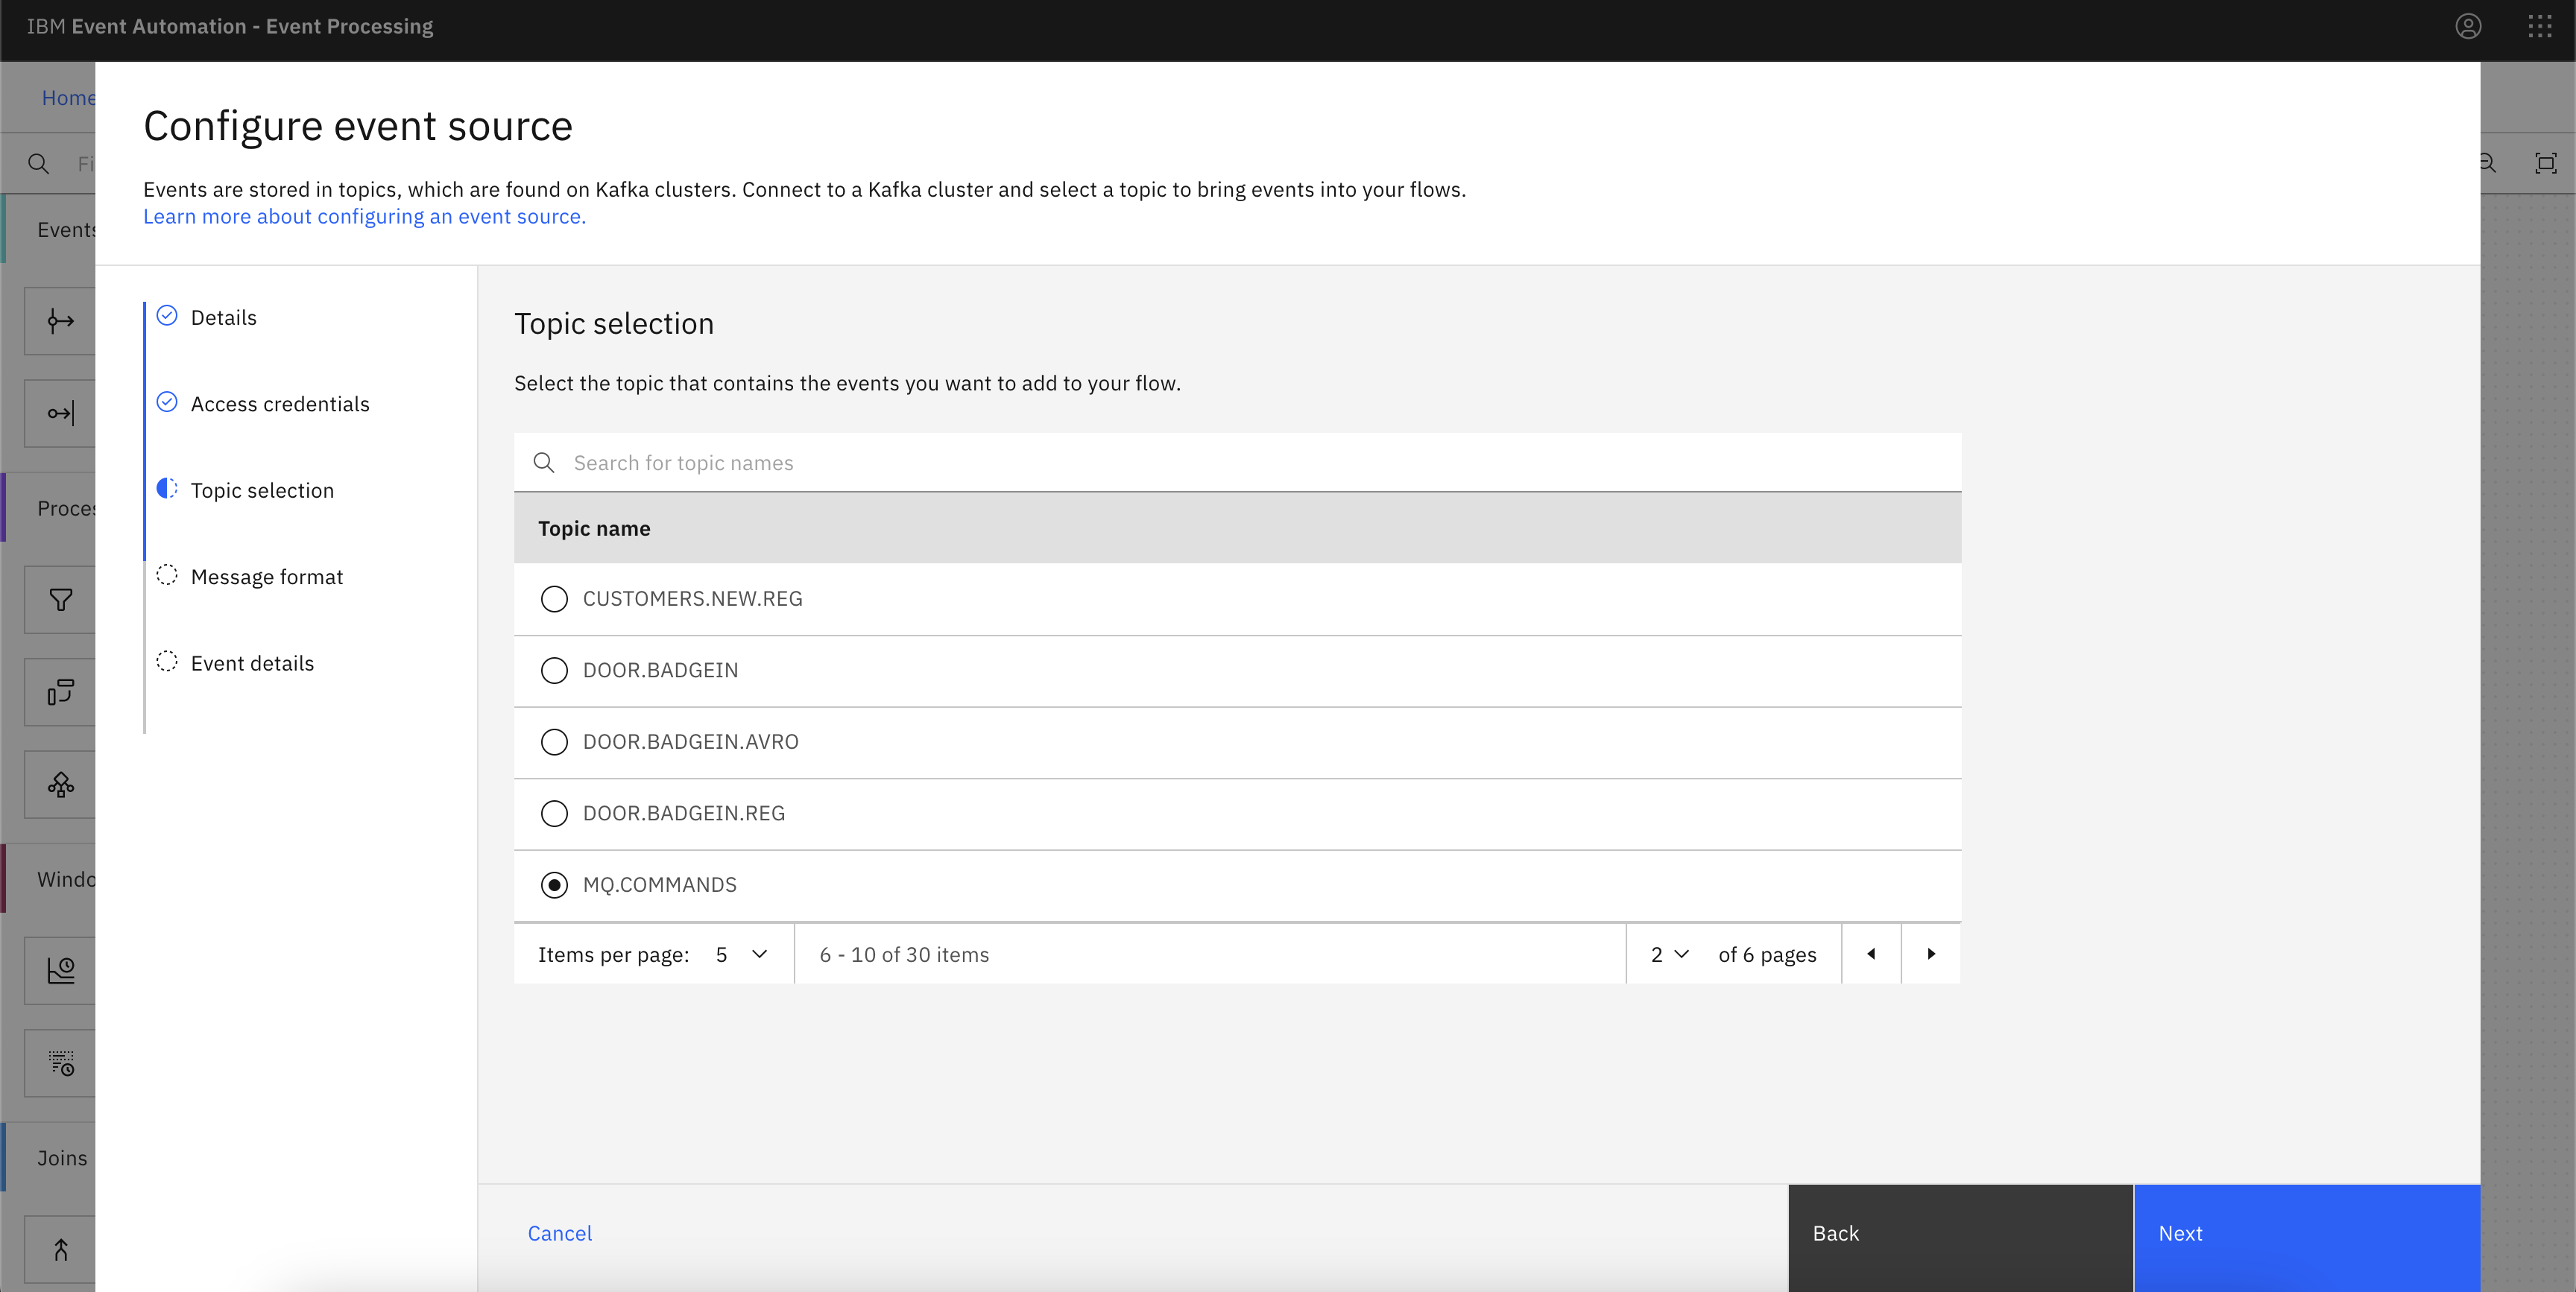 IBM Event Automation - Event Processing
Home
Configure event source
Events are stored in topics, which are found on Kafka clusters. Connect to a Kafka cluster and select a topic to bring events into your flows.
Learn more about configuring an event source.
Events
Joins
Details
Access credentials
Topic selection
Message format
Event details
Topic selection
Select the topic that contains the events you want to add to your flow.
Search for topic names
Topic name
CUSTOMERS.NEW.REG
DOOR.BADGEIN
DOOR.BADGEIN.AVRO
DOOR.BADGEIN.REG
MQ.COMMANDS
Items per page: 5 6 - 10 of 30 items 2 of 6 pages
Cancel Back Next